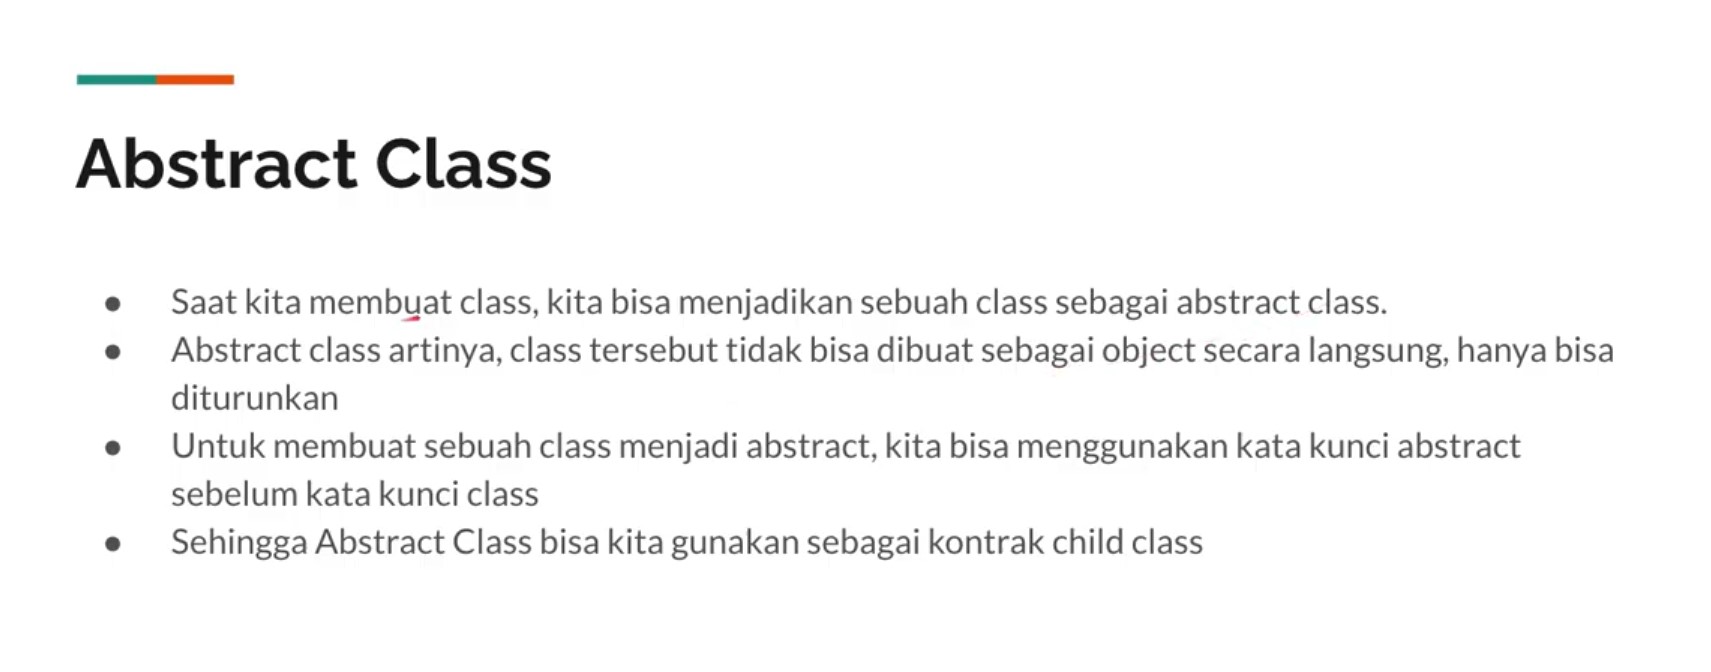 Abstract Class
● Saat kita membuat class, kita bisa menjadikan sebuah class sebagai abstract class.
● Abstract class artinya, class tersebut tidak bisa dibuat sebagai object secara langsung, hanya bisa
diturunkan
● Untuk membuat sebuah class menjadi abstract, kita bisa menggunakan kata kunci abstract
sebelum kata kunci class
● Sehingga Abstract Class bisa kita gunakan sebagai kontrak child class